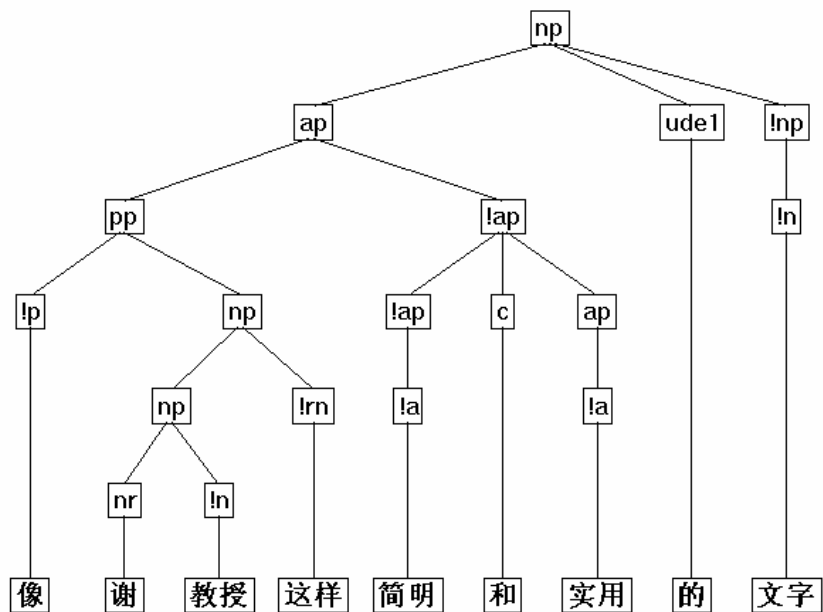 np
ap ude1 !np
pp !ap !n
!p np !ap c ap
np !rn !a !a
nr !n
像 谢 教授 这样 简明 和 实用 的 文字